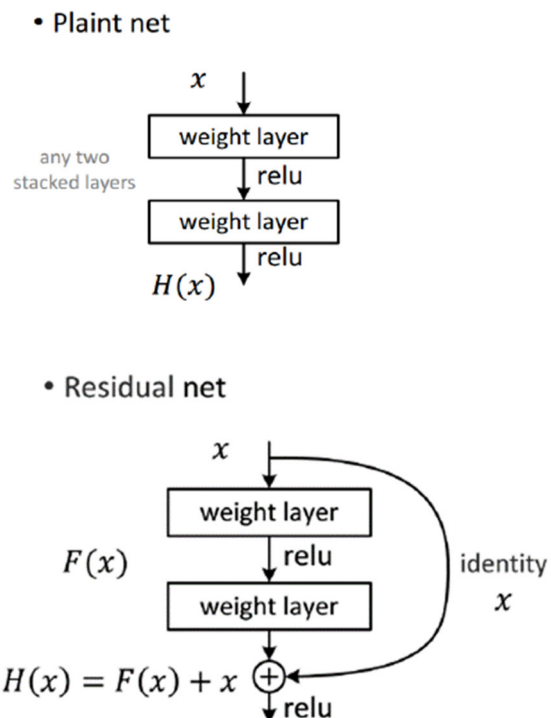 • Plaint net
x
weight layer
any two
stacked layers
relu
weight layer
relu
H(x)
• Residual net
x
weight layer
F(x)
relu
identity
x
weight layer
H(x) = F(x) + x
relu